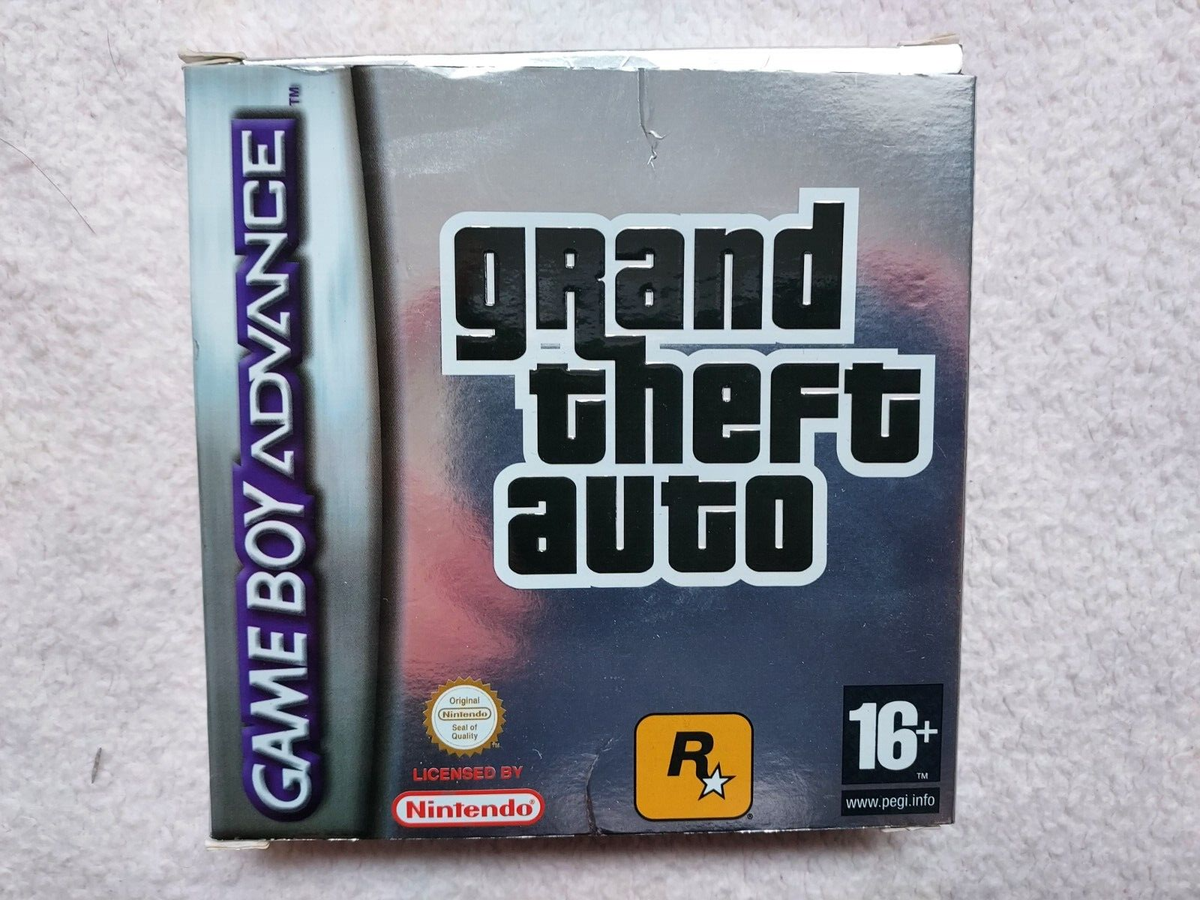 GAME BOY ADVANCE™
grand
theft
auto
Original
Nintendo
Seal of
Quality
™
LICENSED BY
Nintendo®
R
®
16+
™
www.pegi.info